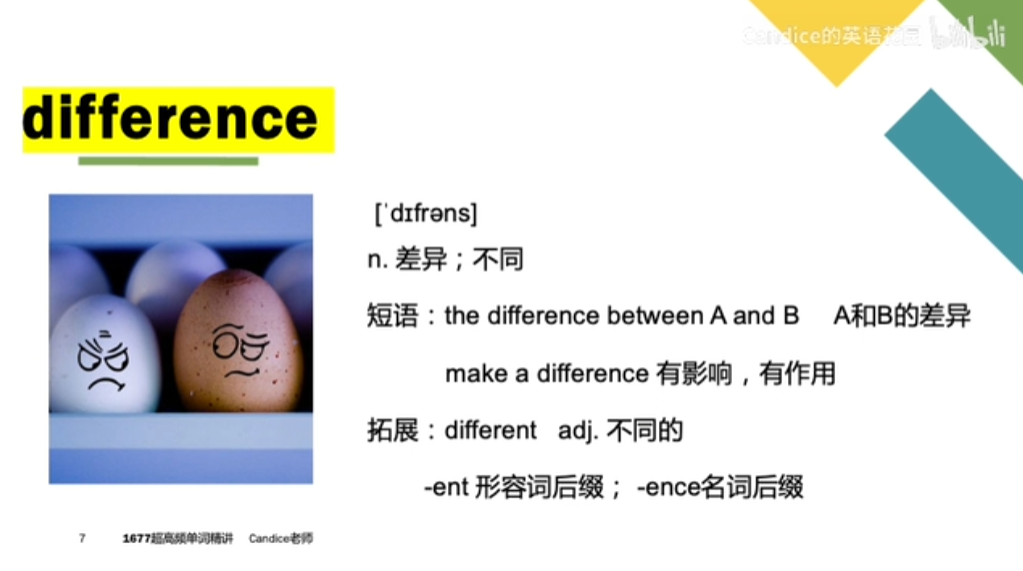 Candice的英语花园 bilibili
difference
[ˈdɪfrəns]
n. 差异；不同
短语：the difference between A and B A和B的差异
make a difference 有影响，有作用
拓展：different adj. 不同的
-ent 形容词后缀； -ence名词后缀
7 1677超高频单词精讲 Candice老师